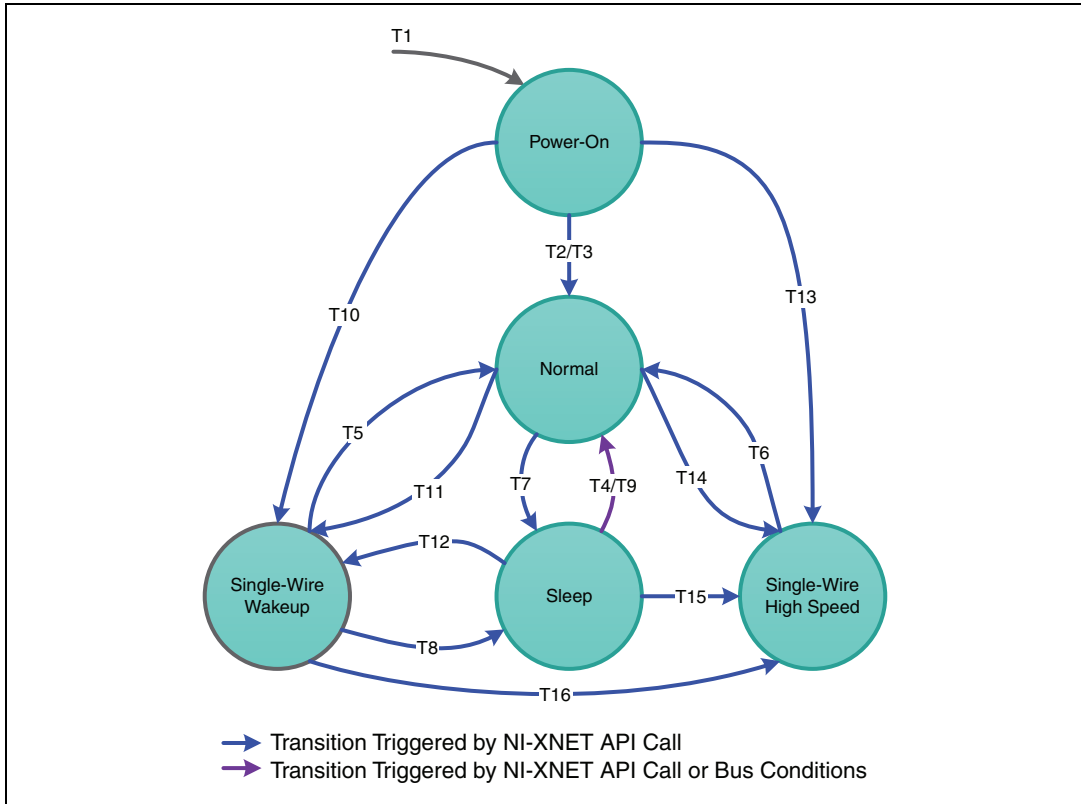 T1
Power-On
T2/T3
T13
T10
Normal
T5
T6
T7
T4/T9
T14
T11
T12
Single-Wire
Wakeup
Sleep
T15
Single-Wire
High Speed
T8
T16
Transition Triggered by NI-XNET API Call
Transition Triggered by NI-XNET API Call or Bus Conditions